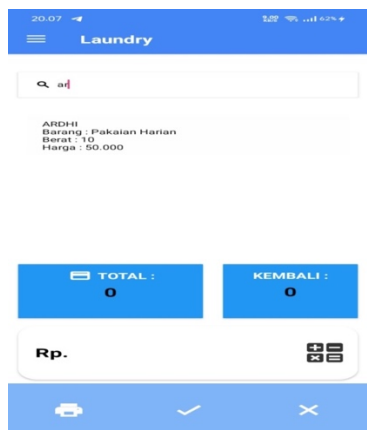 20.07
62%
Laundry
ar
ARDHI
Barang : Pakaian Harian
Berat : 10
Harga : 50.000
TOTAL :
0
KEMBALI :
0
Rp.